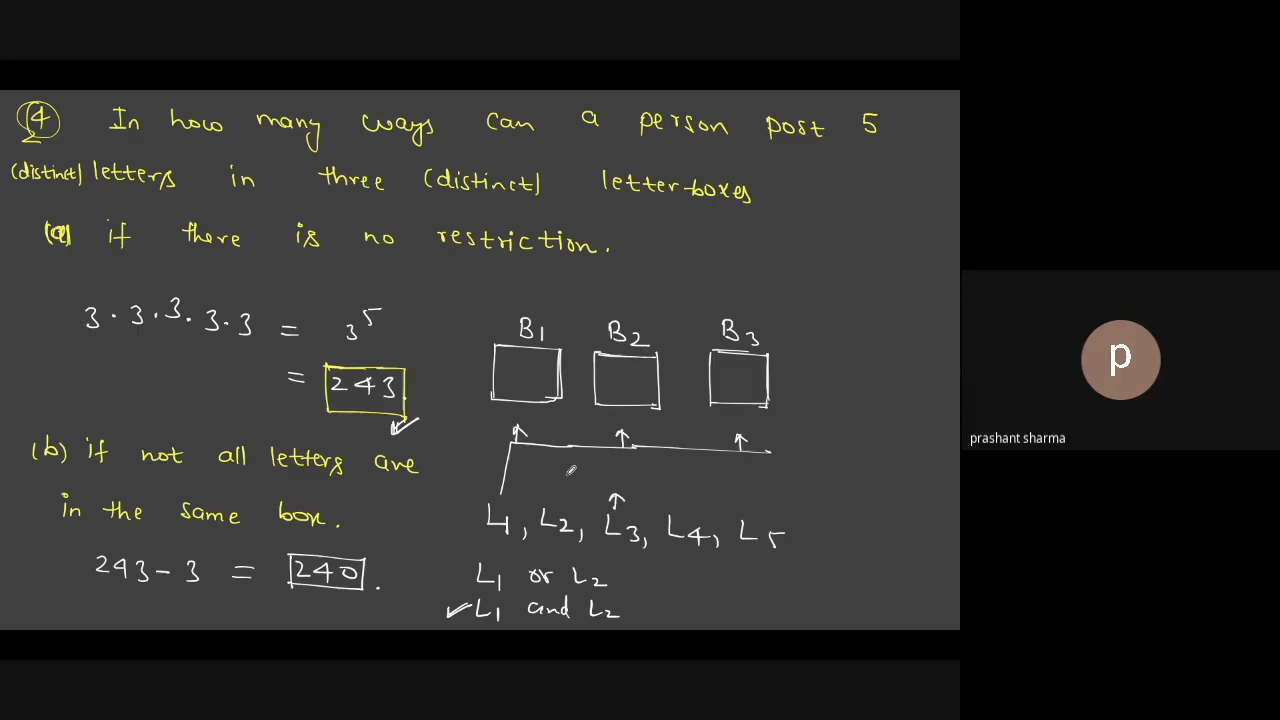 4 In how many ways can a person post 5
(distinct) letters in three (distinct) letter-boxes
(a) if there is no restriction.
3 · 3 · 3 · 3 · 3 = 3⁵
= 243
B1 B2 B3
(b) if not all letters are
in the same box.
243 - 3 = 240.
L1, L2, L3, L4, L5
L1 or L2
✓ L1 and L2
p
prashant sharma